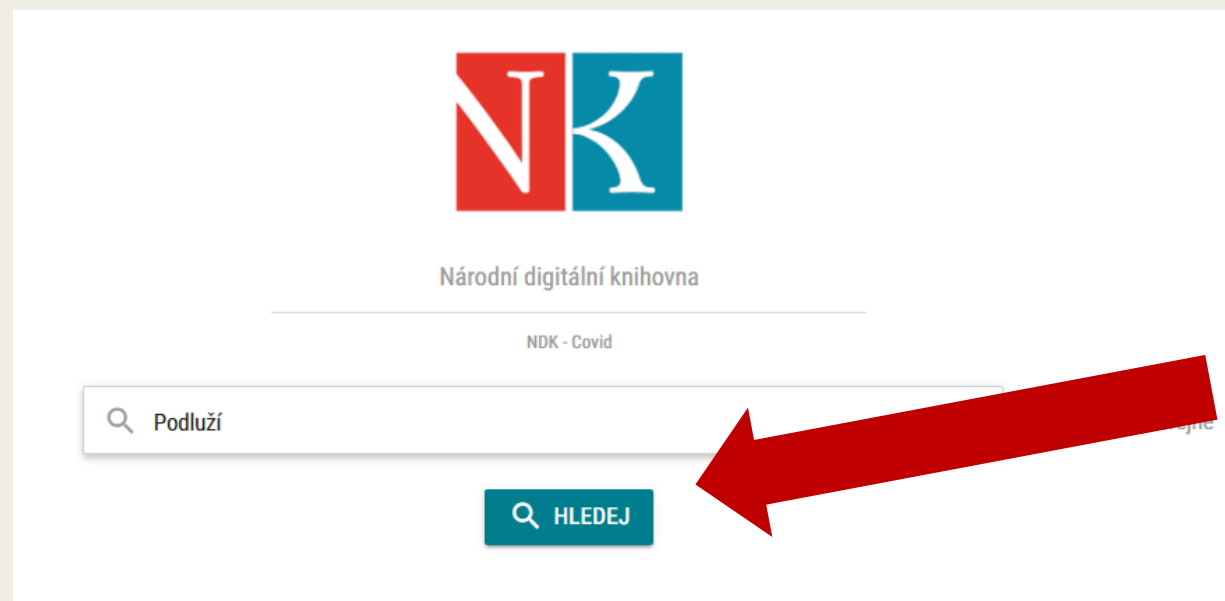 NK
Národní digitální knihovna
NDK - Covid
Podluží
HLEDEJ